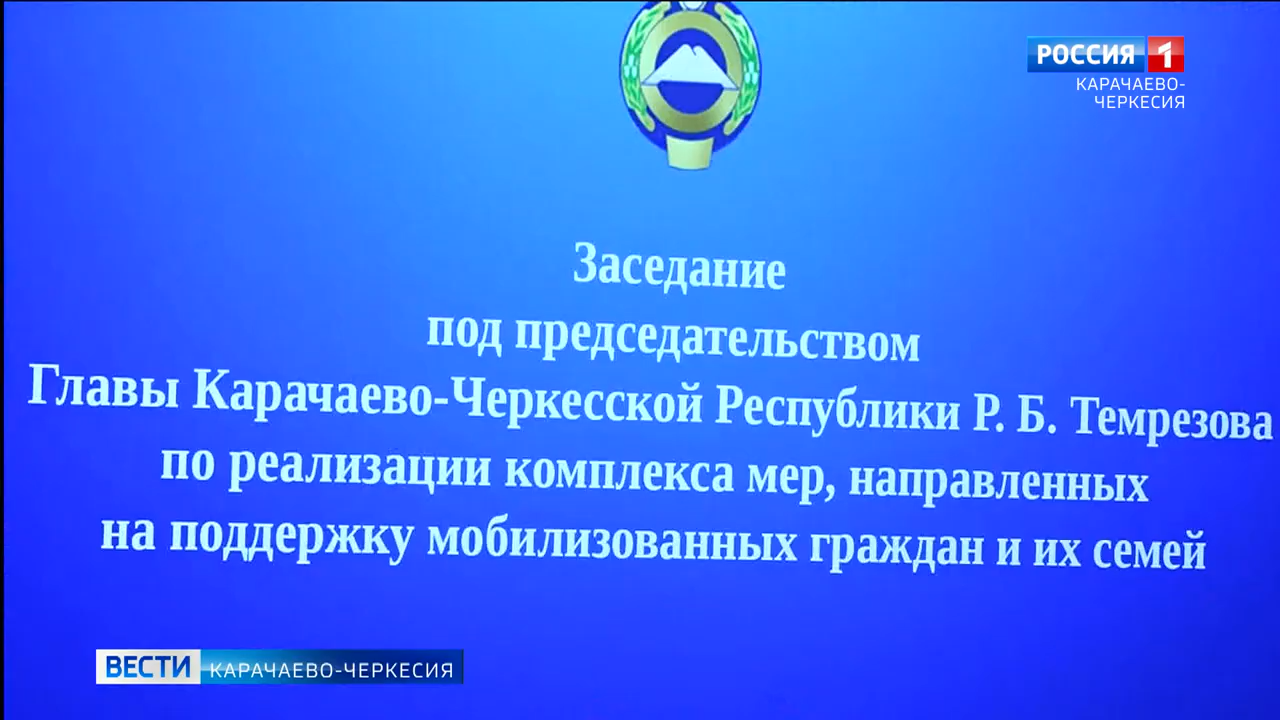 РОССИЯ 1
КАРАЧАЕВО-
ЧЕРКЕСИЯ
Заседание
под председательством
Главы Карачаево-Черкесской Республики Р. Б. Темрезова
по реализации комплекса мер, направленных
на поддержку мобилизованных граждан и их семей
ВЕСТИ КАРАЧАЕВО-ЧЕРКЕСИЯ